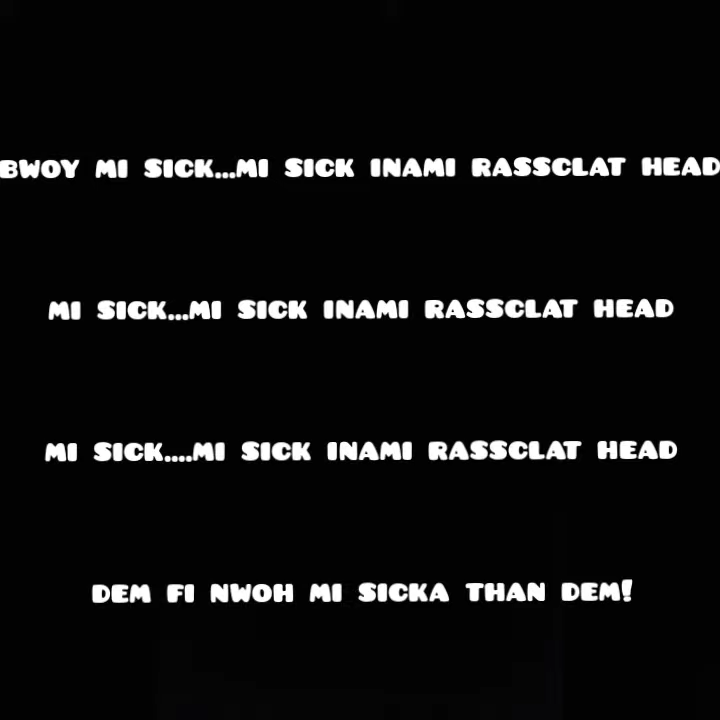 BWOY MI SICK...MI SICK INAMI RASSCLAT HEAD
MI SICK...MI SICK INAMI RASSCLAT HEAD
MI SICK....MI SICK INAMI RASSCLAT HEAD
DEM FI NWOH MI SICKA THAN DEM!